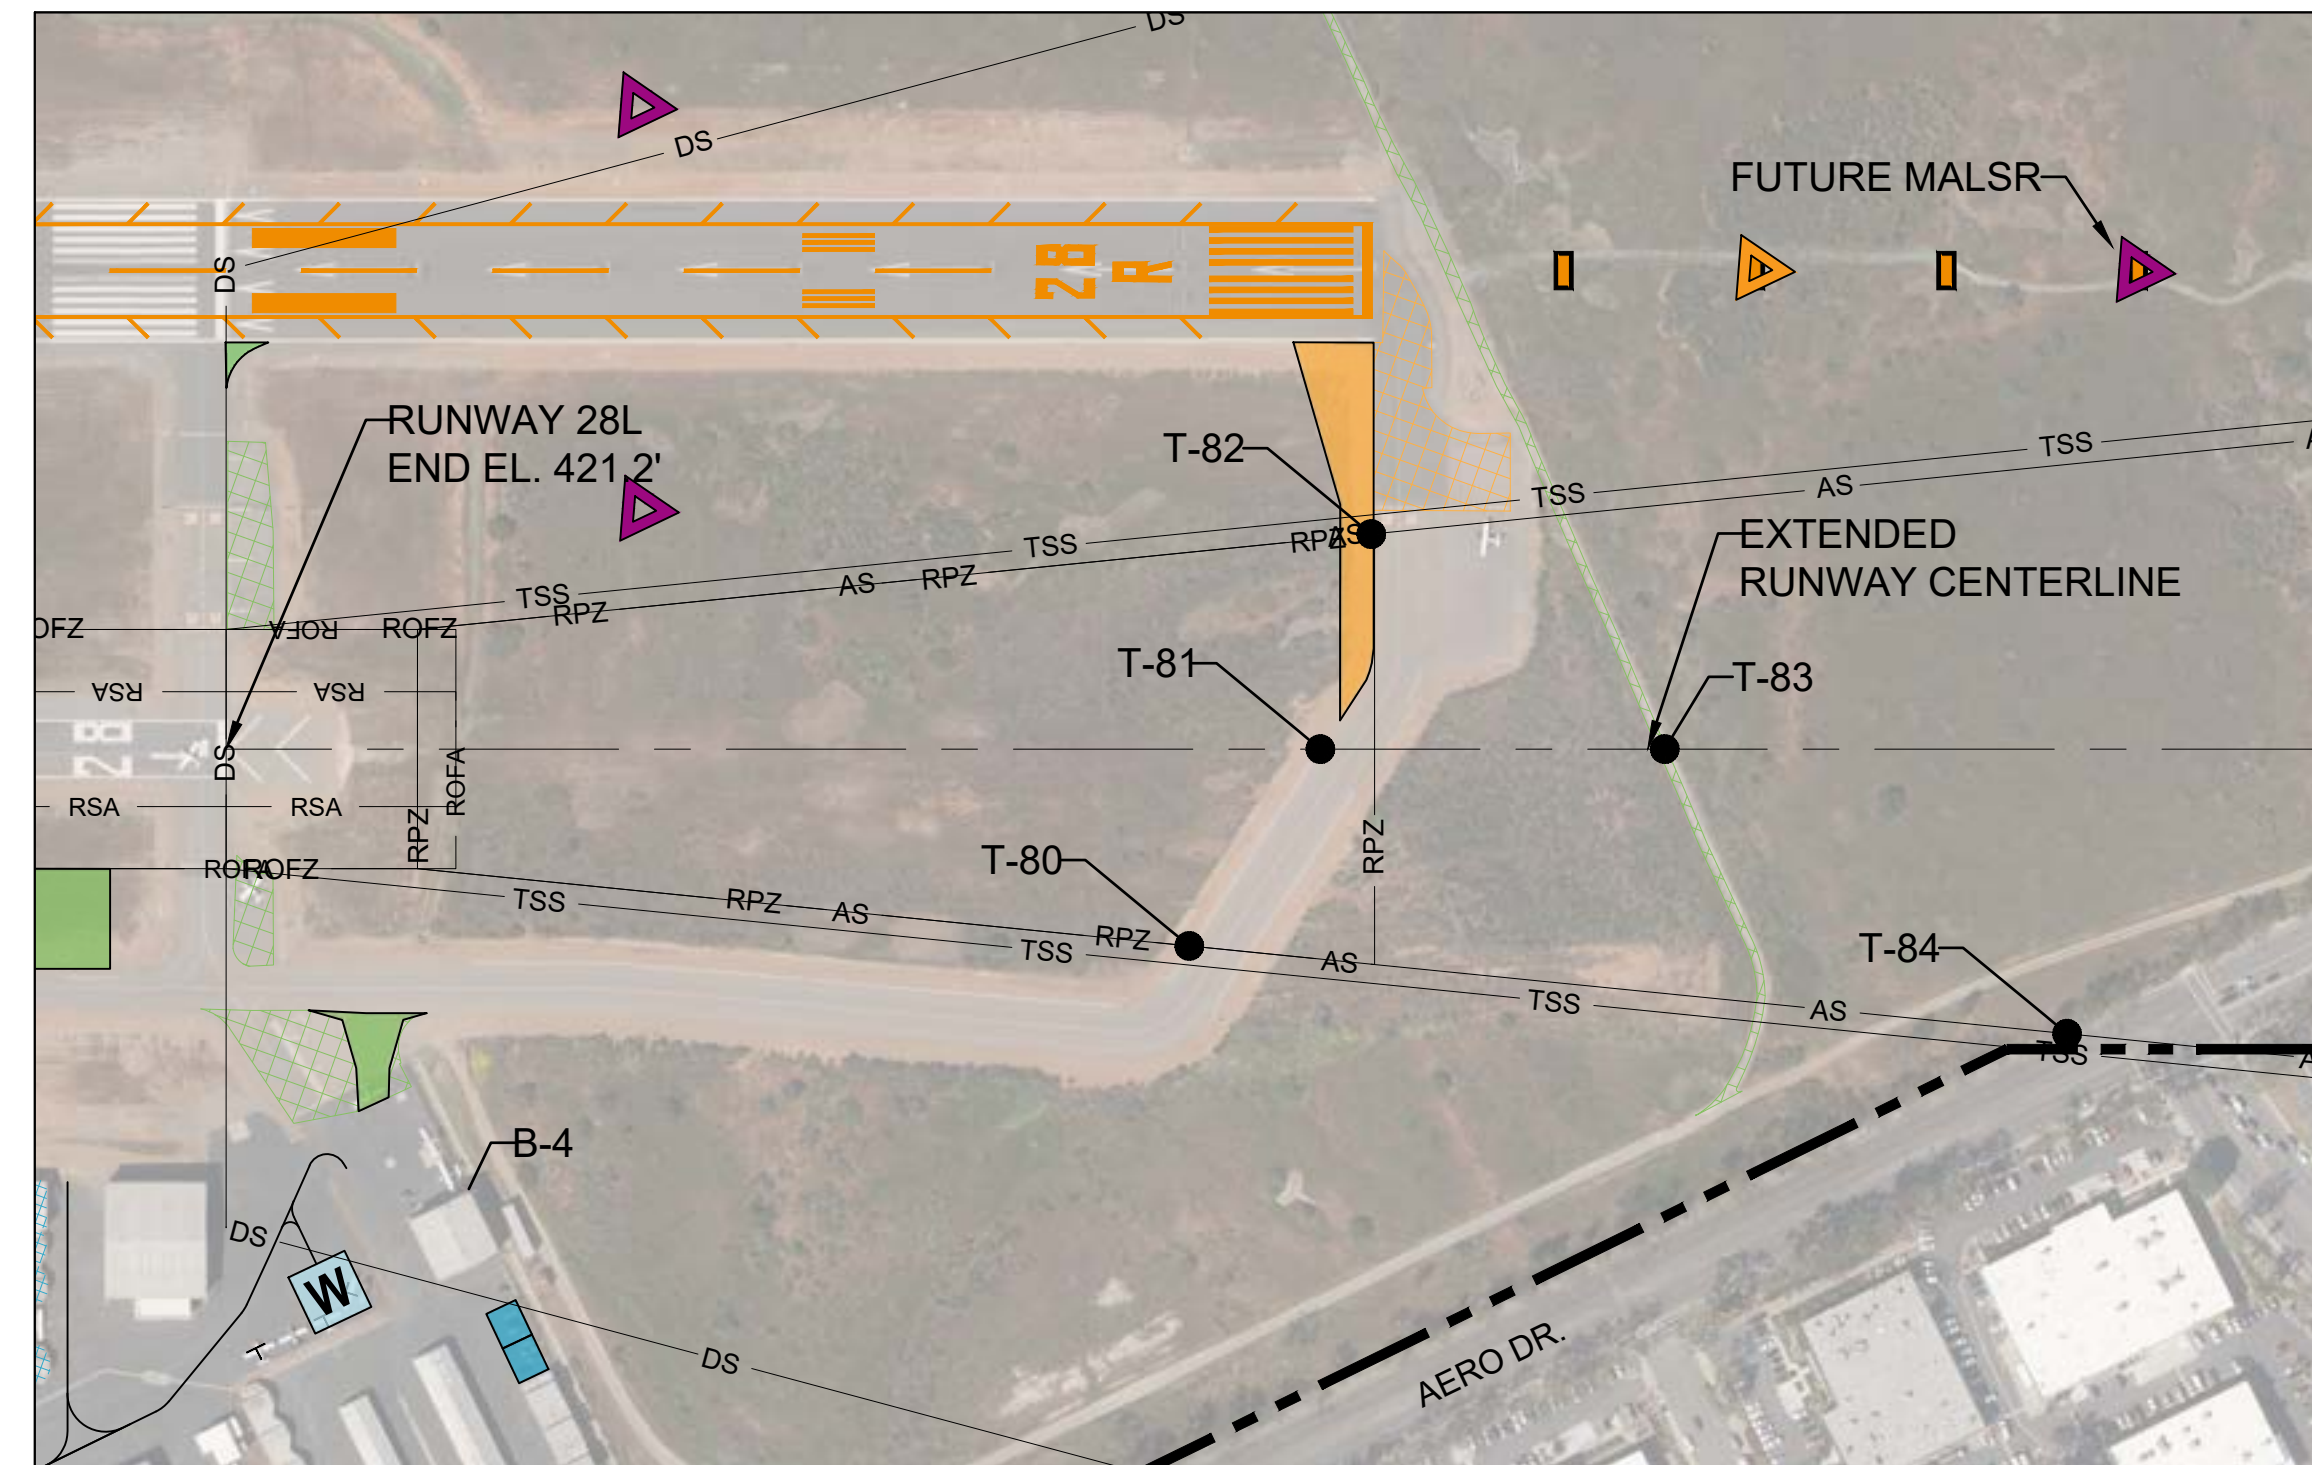 DS
DS
FUTURE MALSR
DS
28
R
RUNWAY 28L
END EL. 421.2'
T-82
TSS
AS
TSS
EXTENDED
RUNWAY CENTERLINE
RPZ
AS
TSS
AS
RPZ
TSS
RPZ
OFZ
ROFA
ROFZ
T-81
T-83
RSA
RSA
28
DS
ROFA
RSA
RSA
RPZ
RPZ
T-80
ROFA
ROFZ
TSS
RPZ
AS
RPZ
TSS
AS
T-84
TSS
AS
TSS
B-4
DS
W
T
DS
AERO DR.